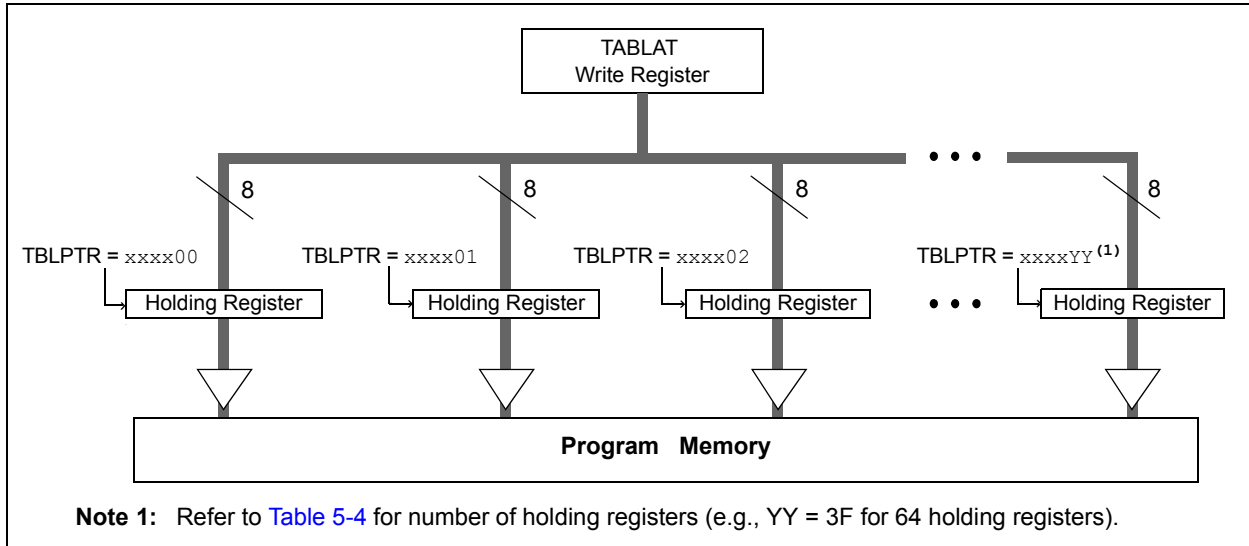 TABLAT
Write Register
8 8 8 8
TBLPTR = xxxx00 TBLPTR = xxxx01 TBLPTR = xxxx02 TBLPTR = xxxxYY(1)
Holding Register Holding Register Holding Register Holding Register
Program Memory
Note 1: Refer to Table 5-4 for number of holding registers (e.g., YY = 3F for 64 holding registers).